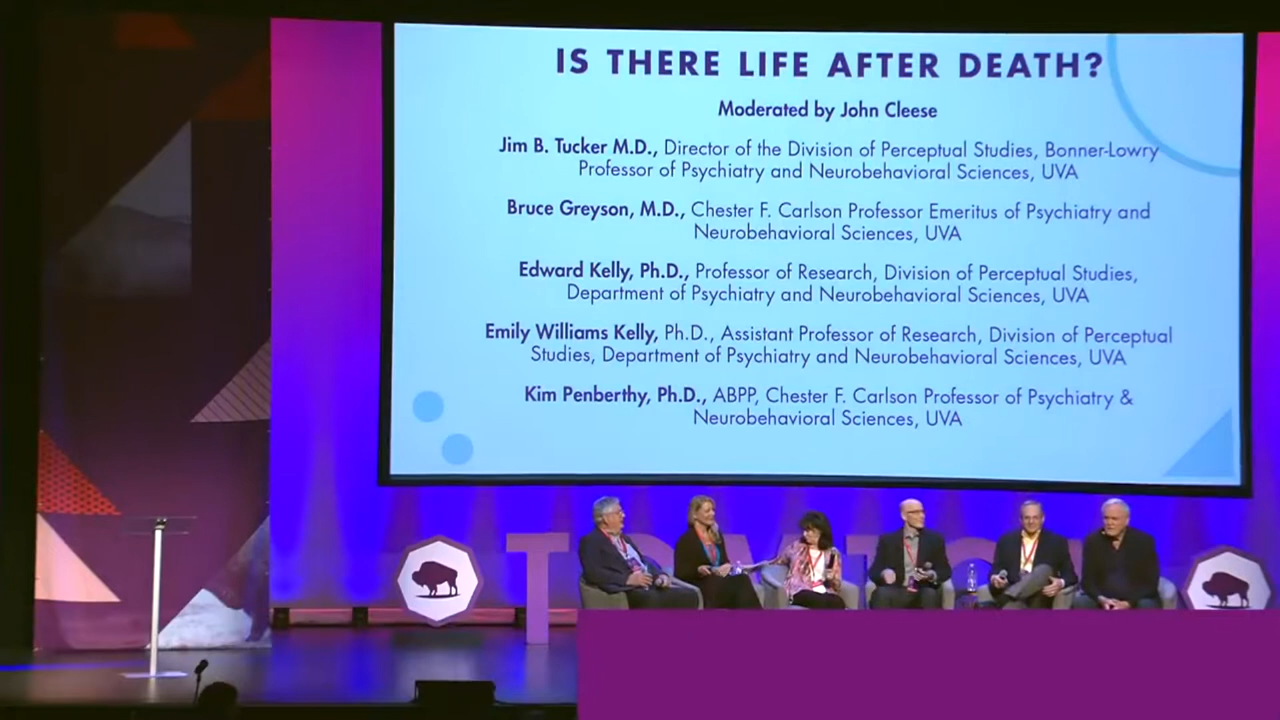 IS THERE LIFE AFTER DEATH?
Moderated by John Cleese
Jim B. Tucker M.D., Director of the Division of Perceptual Studies, Bonner-Lowry
Professor of Psychiatry and Neurobehavioral Sciences, UVA
Bruce Greyson, M.D., Chester F. Carlson Professor Emeritus of Psychiatry and
Neurobehavioral Sciences, UVA
Edward Kelly, Ph.D., Professor of Research, Division of Perceptual Studies,
Department of Psychiatry and Neurobehavioral Sciences, UVA
Emily Williams Kelly, Ph.D., Assistant Professor of Research, Division of Perceptual
Studies, Department of Psychiatry and Neurobehavioral Sciences, UVA
Kim Penberthy, Ph.D., ABPP, Chester F. Carlson Professor of Psychiatry &
Neurobehavioral Sciences, UVA